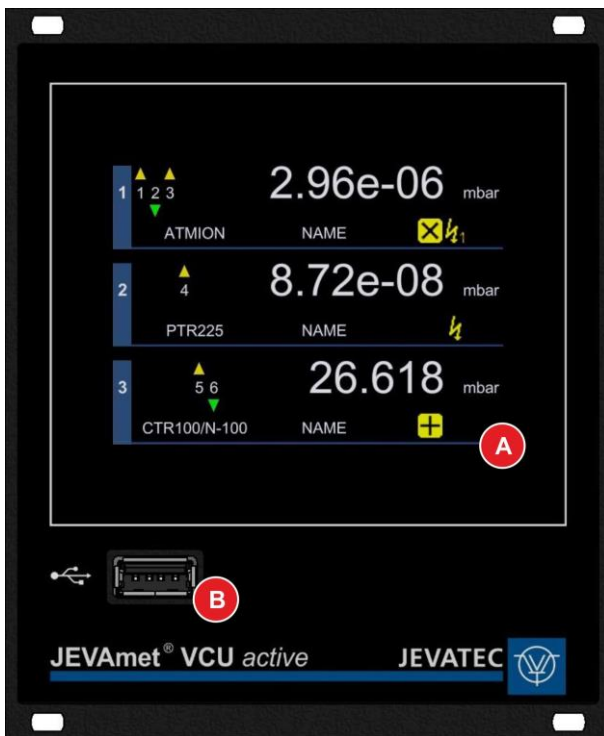 1 1 2 3 2.96e-06 mbar
ATMION NAME 1
2 4 8.72e-08 mbar
PTR225 NAME
3 5 6 26.618 mbar
CTR100/N-100 NAME
A
B
JEVAmet® VCU active JEVATEC